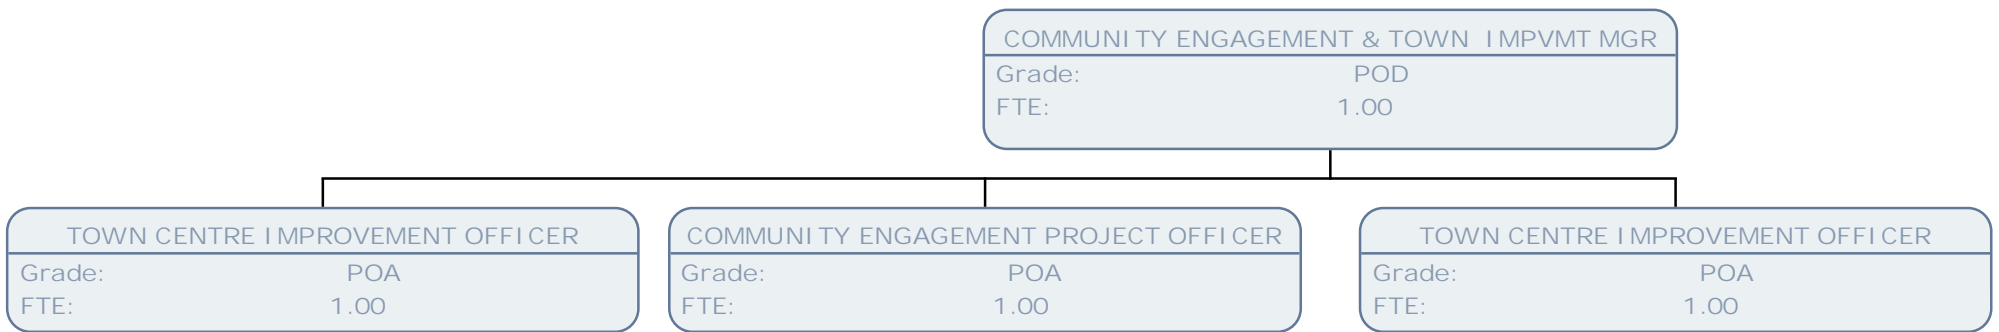 COMMUNITY ENGAGEMENT & TOWN IMPVMT MGR
Grade: POD
FTE: 1.00
TOWN CENTRE IMPROVEMENT OFFICER
Grade: POA
FTE: 1.00
COMMUNITY ENGAGEMENT PROJECT OFFICER
Grade: POA
FTE: 1.00
TOWN CENTRE IMPROVEMENT OFFICER
Grade: POA
FTE: 1.00